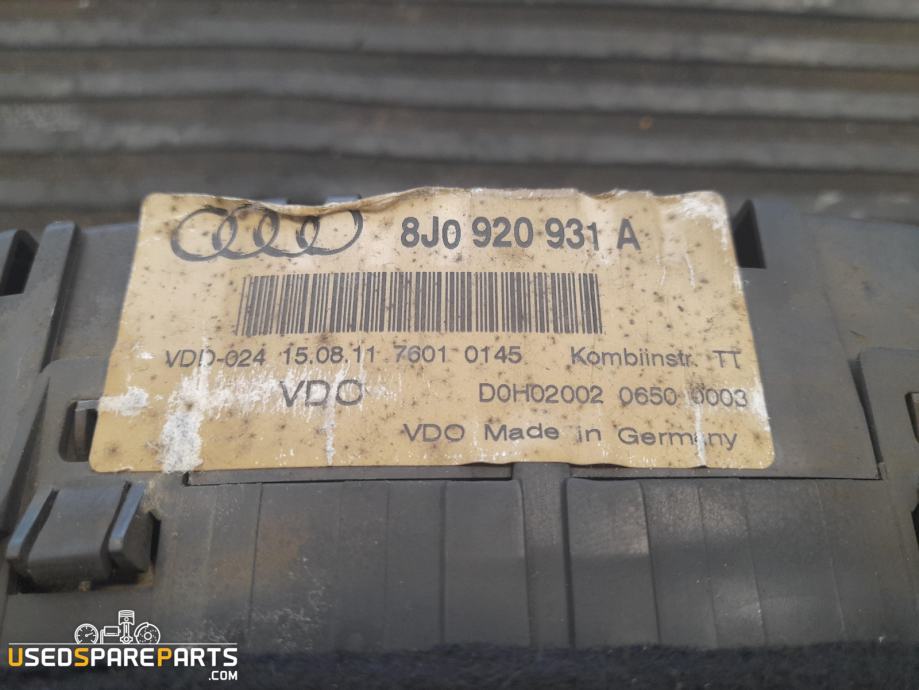 8J0 920 931 A
VDD-024 15.08.11 7601 0145 Kombiinstr. TT
VDO D0H02002 0650 0003
VDO Made in Germany
USEDSPAREPARTS
.COM